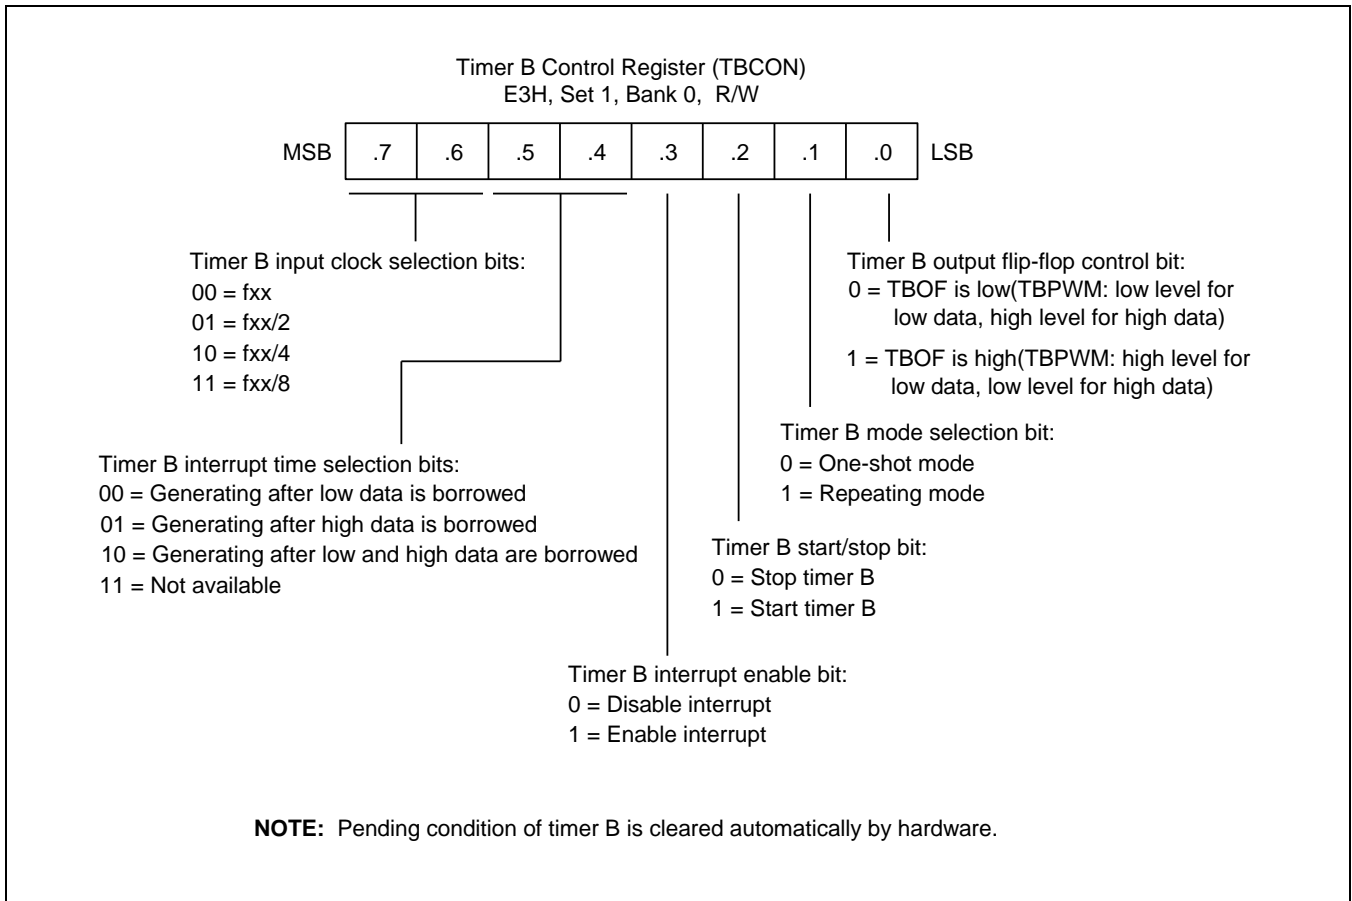 Timer B Control Register (TBCON)
E3H, Set 1, Bank 0, R/W
MSB .7 .6 .5 .4 .3 .2 .1 .0 LSB
Timer B input clock selection bits:
00 = fxx
01 = fxx/2
10 = fxx/4
11 = fxx/8
Timer B output flip-flop control bit:
0 = TBOF is low(TBPWM: low level for
low data, high level for high data)
1 = TBOF is high(TBPWM: high level for
low data, low level for high data)
Timer B mode selection bit:
0 = One-shot mode
1 = Repeating mode
Timer B interrupt time selection bits:
00 = Generating after low data is borrowed
01 = Generating after high data is borrowed
10 = Generating after low and high data are borrowed
11 = Not available
Timer B start/stop bit:
0 = Stop timer B
1 = Start timer B
Timer B interrupt enable bit:
0 = Disable interrupt
1 = Enable interrupt
NOTE: Pending condition of timer B is cleared automatically by hardware.